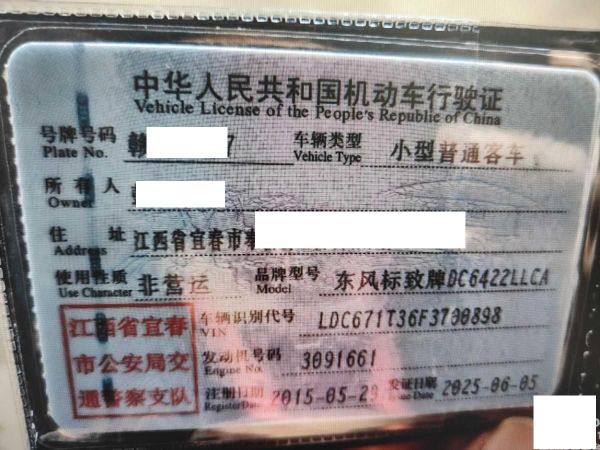 中华人民共和国机动车行驶证
Vehicle License of the People's Republic of China
号牌号码 赣 7 车辆类型 小型普通客车
Plate No. Vehicle Type
所有人
Owner
住址 江西省宜春市奉
Address
使用性质 非营运 品牌型号 东风标致牌DC6422LLCA
Use Character Model
江西省宜春
市公安局交
通警察支队
车辆识别代号 LDC671T36F3700898
VIN
发动机号码 3091661
Engine No.
注册日期 2015-05-29 发证日期 2025-06-05
Register Date Issue Date